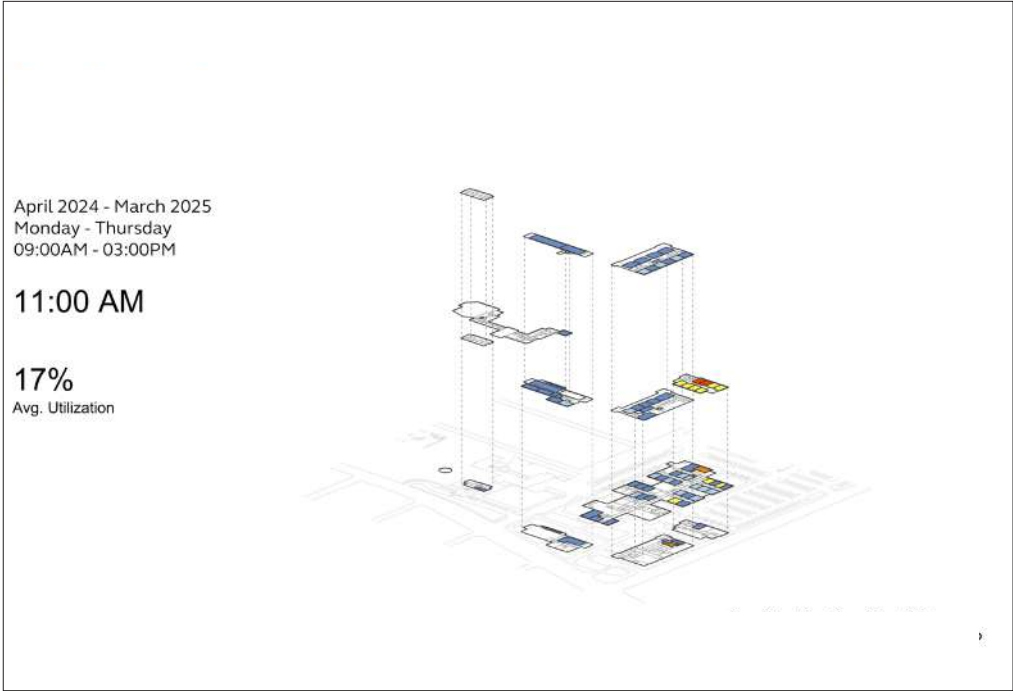 April 2024 - March 2025
Monday - Thursday
09:00AM - 03:00PM
11:00 AM
17%
Avg. Utilization